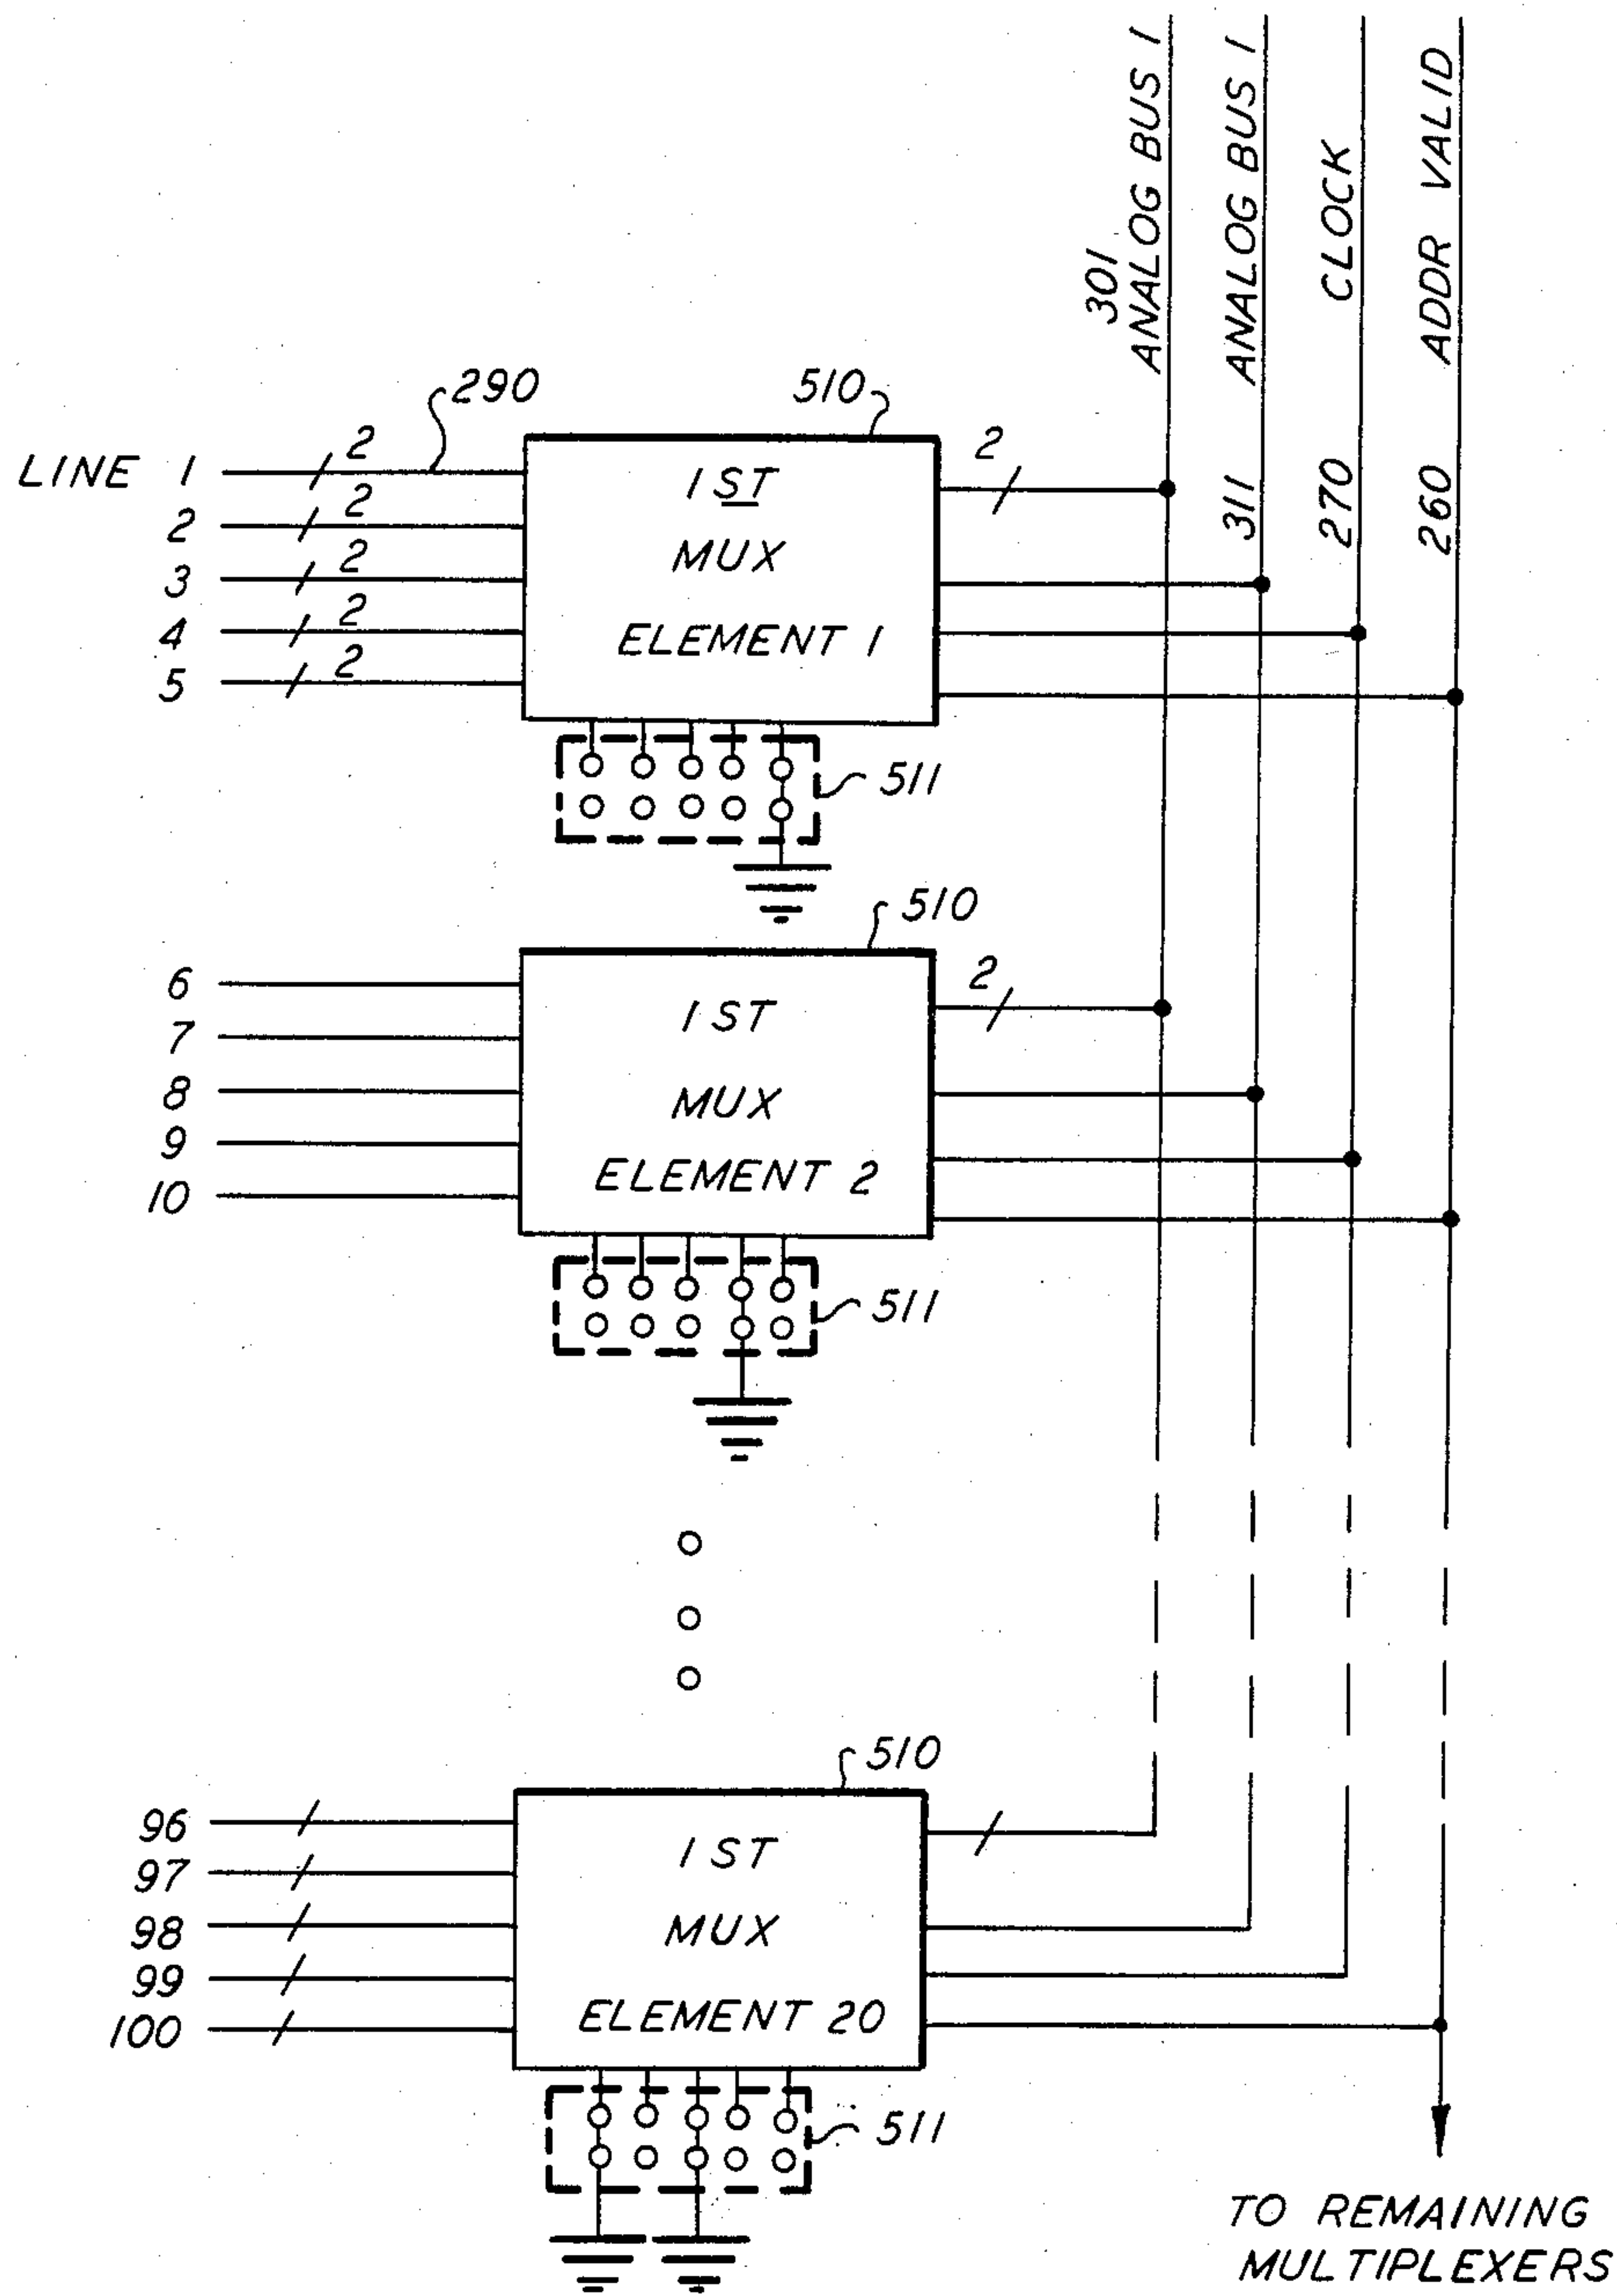 301
ANALOG BUS 1
311 ANALOG BUS 1
270 CLOCK
260 ADDR VALID
290
510
LINE 1 2
2 2
3 2
4 2
5 2
1ST
MUX
ELEMENT 1
2
511
510
6
7
8
9
10
1ST
MUX
ELEMENT 2
2
511
510
96
97
98
99
100
1ST
MUX
ELEMENT 20
511
TO REMAINING
MULTIPLEXERS